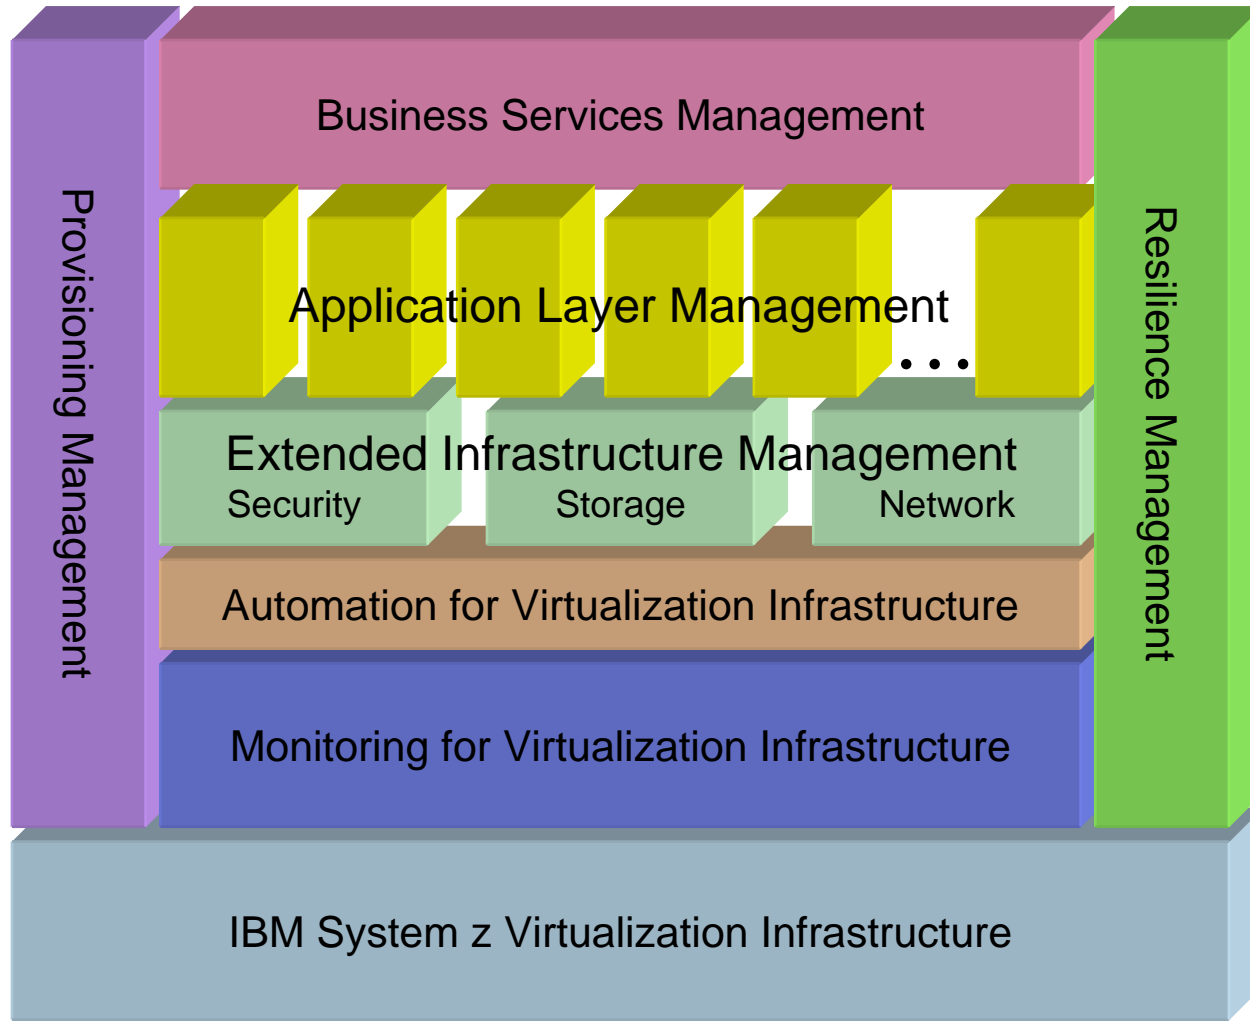 Business Services Management
Provisioning Management
Resilience Management
Application Layer Management
...
Extended Infrastructure Management
Security Storage Network
Automation for Virtualization Infrastructure
Monitoring for Virtualization Infrastructure
IBM System z Virtualization Infrastructure